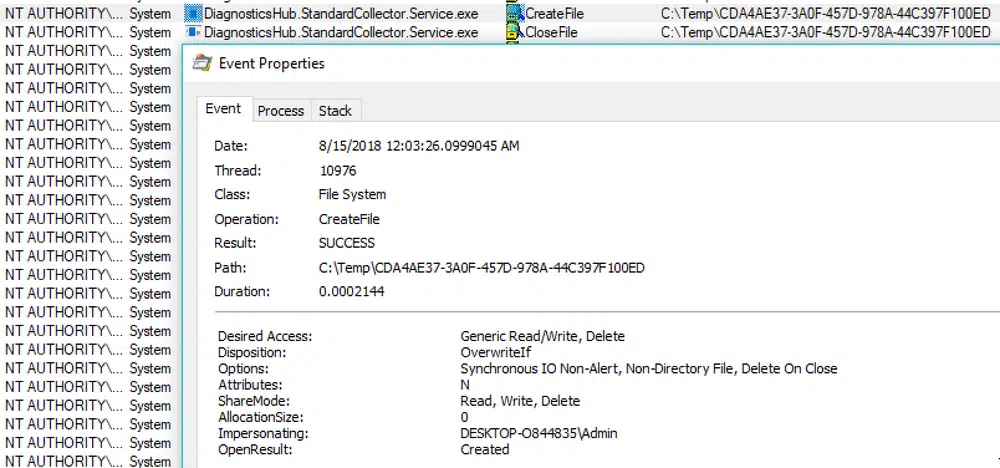 NT AUTHORITY\... System DiagnosticsHub.StandardCollector.Service.exe CreateFile C:\Temp\CDA4AE37-3A0F-457D-978A-44C397F100ED
NT AUTHORITY\... System DiagnosticsHub.StandardCollector.Service.exe CloseFile C:\Temp\CDA4AE37-3A0F-457D-978A-44C397F100ED
NT AUTHORITY\... System
Event Properties
NT AUTHORITY\... System
NT AUTHORITY\... System
NT AUTHORITY\... System
Event Process Stack
NT AUTHORITY\... System
NT AUTHORITY\... System
Date: 8/15/2018 12:03:26.0999045 AM
NT AUTHORITY\... System
Thread: 10976
NT AUTHORITY\... System
NT AUTHORITY\... System
Class: File System
NT AUTHORITY\... System
Operation: CreateFile
NT AUTHORITY\... System
Result: SUCCESS
NT AUTHORITY\... System
Path: C:\Temp\CDA4AE37-3A0F-457D-978A-44C397F100ED
NT AUTHORITY\... System
Duration: 0.0002144
NT AUTHORITY\... System
NT AUTHORITY\... System
NT AUTHORITY\... System
Desired Access: Generic Read/Write, Delete
NT AUTHORITY\... System
Disposition: OverwriteIf
Options: Synchronous IO Non-Alert, Non-Directory File, Delete On Close
NT AUTHORITY\... System
Attributes: N
NT AUTHORITY\... System
ShareMode: Read, Write, Delete
NT AUTHORITY\... System
AllocationSize: 0
NT AUTHORITY\... System
Impersonating: DESKTOP-O844835\Admin
NT AUTHORITY\... System
OpenResult: Created
NT AUTHORITY\... System